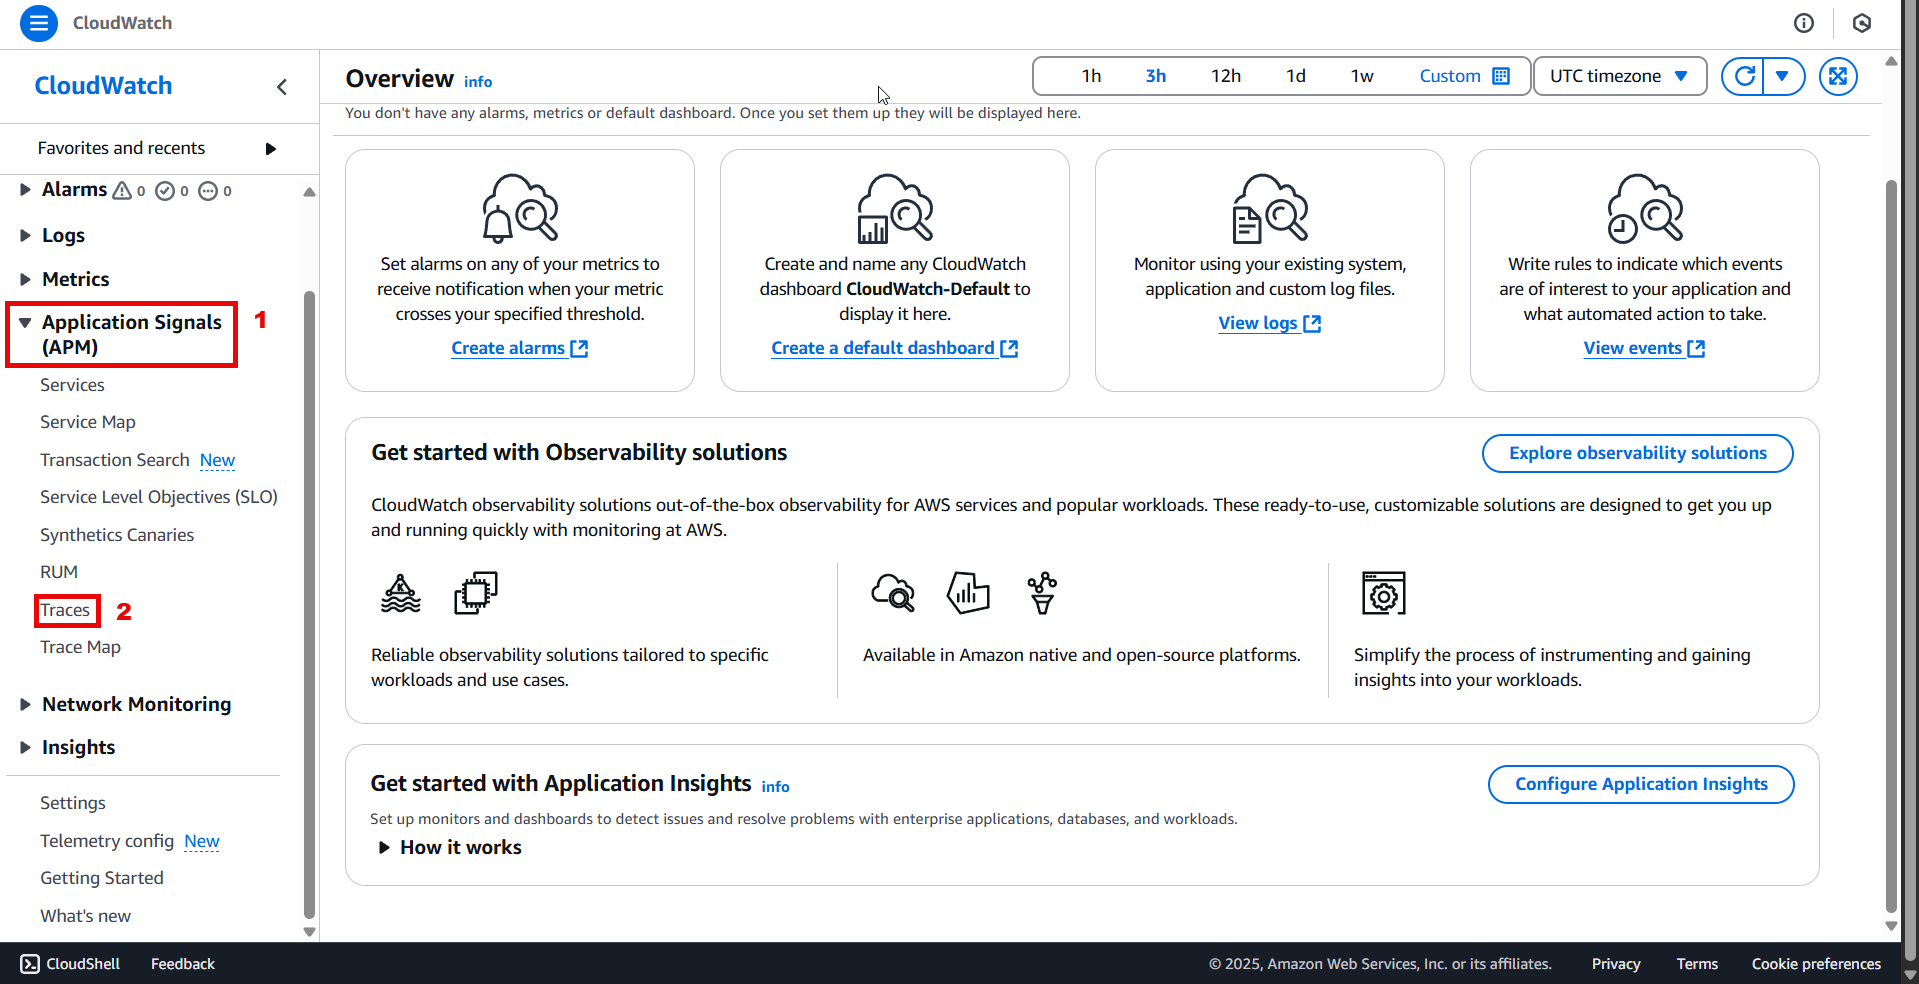 CloudWatch
CloudWatch
Favorites and recents
Alarms 0 0 0
Logs
Metrics
Application Signals
(APM)
1
Services
Service Map
Transaction Search New
Service Level Objectives (SLO)
Synthetics Canaries
RUM
Traces 2
Trace Map
Network Monitoring
Insights
Settings
Telemetry config New
Getting Started
What's new
Overview info
1h 3h 12h 1d 1w Custom UTC timezone
You don't have any alarms, metrics or default dashboard. Once you set them up they will be displayed here.
Set alarms on any of your metrics to
receive notification when your metric
crosses your specified threshold.
Create alarms
Create and name any CloudWatch
dashboard CloudWatch-Default to
display it here.
Create a default dashboard
Monitor using your existing system,
application and custom log files.
View logs
Write rules to indicate which events
are of interest to your application and
what automated action to take.
View events
Get started with Observability solutions
Explore observability solutions
CloudWatch observability solutions out-of-the-box observability for AWS services and popular workloads. These ready-to-use, customizable solutions are designed to get you up
and running quickly with monitoring at AWS.
K
Reliable observability solutions tailored to specific
workloads and use cases.
Available in Amazon native and open-source platforms.
Simplify the process of instrumenting and gaining
insights into your workloads.
Get started with Application Insights info
Configure Application Insights
Set up monitors and dashboards to detect issues and resolve problems with enterprise applications, databases, and workloads.
How it works
CloudShell Feedback
© 2025, Amazon Web Services, Inc. or its affiliates. Privacy Terms Cookie preferences